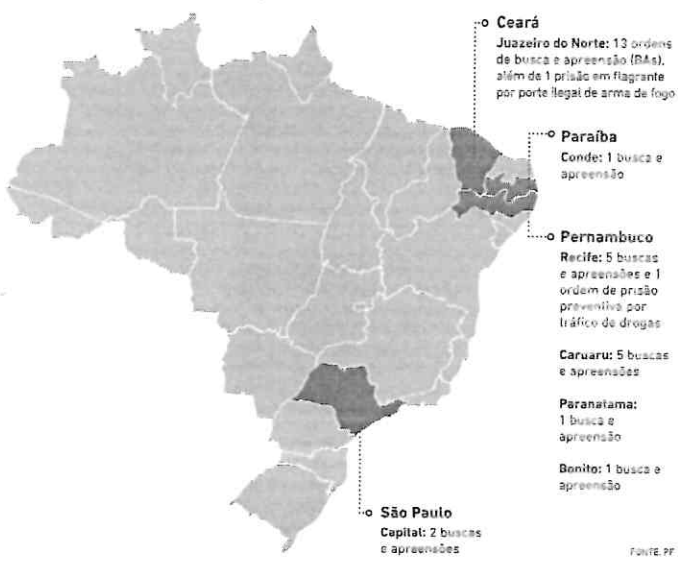 Ceará
Juazeiro do Norte: 13 ordens
de busca e apreensão (BAs),
além da 1 prisão em flagrante
por porte ilegal de arma de fogo
Paraíba
Conde: 1 busca e
apreensão
Pernambuco
Recife: 5 buscas
e apreensões e 1
ordem de prisão
preventiva por
tráfico de drogas
Caruaru: 5 buscas
e apreensões
Paranatama:
1 busca e
apreensão
Bonito: 1 busca e
apreensão
São Paulo
Capital: 2 buscas
e apreensões
FONTE: PF